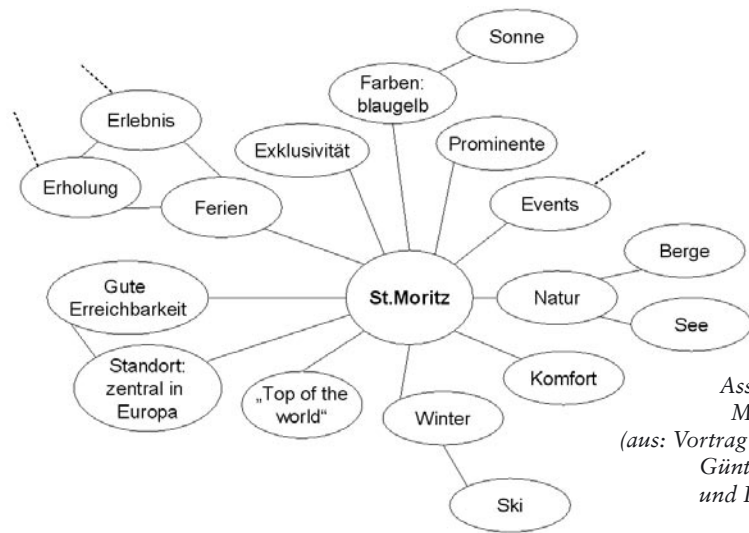 Sonne
Farben:
blaugelb
Erlebnis
Exklusivität
Prominente
Erholung
Ferien
Events
Berge
Gute
Erreichbarkeit
St.Moritz
Natur
See
Standort:
zentral in
Europa
„Top of the
world“
Winter
Komfort
Ski
Ass
M
(aus: Vortrag
Günt
und I